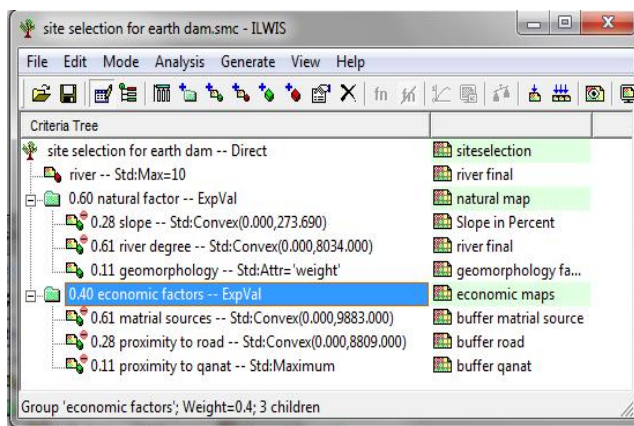 site selection for earth dam.smc - ILWIS
File Edit Mode Analysis Generate View Help
fn
Criteria Tree
site selection for earth dam -- Direct siteselection
river -- Std:Max=10 river final
0.60 natural factor -- ExpVal natural map
0.28 slope -- Std:Convex(0.000,273.690) Slope in Percent
0.61 river degree -- Std:Convex(0.000,8034.000) river final
0.11 geomorphology -- Std:Attr='weight' geomorphology fa...
0.40 economic factors -- ExpVal economic maps
0.61 matrial sources -- Std:Convex(0.000,9883.000) buffer matrial source
0.28 proximity to road -- Std:Convex(0.000,8809.000) buffer road
0.11 proximity to qanat -- Std:Maximum buffer qanat
Group 'economic factors'; Weight=0.4; 3 children